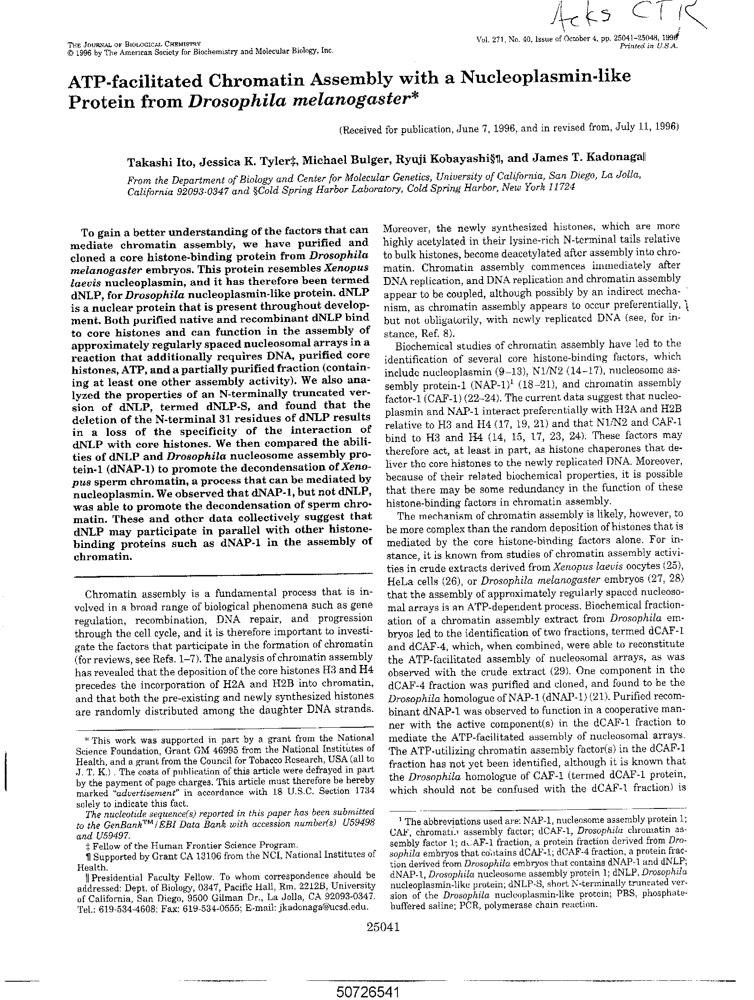 Acks CTR
THE JOURNAL OF BIOLOGICAL CHEMISTRY
© 1996 by The American Society for Biochemistry and Molecular Biology, Inc.
Vol. 271, No. 40, Issue of October 4, pp. 25041–25048, 1996
Printed in U.S.A.
ATP-facilitated Chromatin Assembly with a Nucleoplasmin-like
Protein from Drosophila melanogaster*
(Received for publication, June 7, 1996, and in revised from, July 11, 1996)
Takashi Ito, Jessica K. Tyler‡, Michael Bulger, Ryuji Kobayashi§¶, and James T. Kadonaga‖
From the Department of Biology and Center for Molecular Genetics, University of California, San Diego, La Jolla,
California 92093-0347 and §Cold Spring Harbor Laboratory, Cold Spring Harbor, New York 11724
To gain a better understanding of the factors that can
mediate chromatin assembly, we have purified and
cloned a core histone-binding protein from Drosophila
melanogaster embryos. This protein resembles Xenopus
laevis nucleoplasmin, and it has therefore been termed
dNLP, for Drosophila nucleoplasmin-like protein. dNLP
is a nuclear protein that is present throughout develop-
ment. Both purified native and recombinant dNLP bind
to core histones and can function in the assembly of
approximately regularly spaced nucleosomal arrays in a
reaction that additionally requires DNA, purified core
histones, ATP, and a partially purified fraction (contain-
ing at least one other assembly activity). We also ana-
lyzed the properties of an N-terminally truncated ver-
sion of dNLP, termed dNLP-S, and found that the
deletion of the N-terminal 31 residues of dNLP results
in a loss of the specificity of the interaction of
dNLP with core histones. We then compared the abili-
ties of dNLP and Drosophila nucleosome assembly pro-
tein-1 (dNAP-1) to promote the decondensation of Xeno-
pus sperm chromatin, a process that can be mediated by
nucleoplasmin. We observed that dNAP-1, but not dNLP,
was able to promote the decondensation of sperm chro-
matin. These and other data collectively suggest that
dNLP may participate in parallel with other histone-
binding proteins such as dNAP-1 in the assembly of
chromatin.
Chromatin assembly is a fundamental process that is in-
volved in a broad range of biological phenomena such as gene
regulation, recombination, DNA repair, and progression
through the cell cycle, and it is therefore important to investi-
gate the factors that participate in the formation of chromatin
(for reviews, see Refs. 1–7). The analysis of chromatin assembly
has revealed that the deposition of the core histones H3 and H4
precedes the incorporation of H2A and H2B into chromatin,
and that both the pre-existing and newly synthesized histones
are randomly distributed among the daughter DNA strands.
* This work was supported in part by a grant from the National
Science Foundation, Grant GM 46995 from the National Institutes of
Health, and a grant from the Council for Tobacco Research, USA (all to
J. T. K.) . The costs of publication of this article were defrayed in part
by the payment of page charges. This article must therefore be hereby
marked "advertisement" in accordance with 18 U.S.C. Section 1734
solely to indicate this fact.
The nucleotide sequence(s) reported in this paper has been submitted
to the GenBank™/EBI Data Bank with accession number(s) U59498
and U59497.
‡ Fellow of the Human Frontier Science Program.
¶ Supported by Grant CA 13106 from the NCI, National Institutes of
Health.
‖ Presidential Faculty Fellow. To whom correspondence should be
addressed: Dept. of Biology, 0347, Pacific Hall, Rm. 2212B, University
of California, San Diego, 9500 Gilman Dr., La Jolla, CA 92093-0347.
Tel.: 619-534-4608; Fax: 619-534-0555; E-mail: jkadonaga@ucsd.edu.
Moreover, the newly synthesized histones, which are more
highly acetylated in their lysine-rich N-terminal tails relative
to bulk histones, become deacetylated after assembly into chro-
matin. Chromatin assembly commences immediately after
DNA replication, and DNA replication and chromatin assembly
appear to be coupled, although possibly by an indirect mecha-
nism, as chromatin assembly appears to occur preferentially,
but not obligatorily, with newly replicated DNA (see, for in-
stance, Ref. 8).
Biochemical studies of chromatin assembly have led to the
identification of several core histone-binding factors, which
include nucleoplasmin (9–13), N1/N2 (14–17), nucleosome as-
sembly protein-1 (NAP-1)¹ (18–21), and chromatin assembly
factor-1 (CAF-1) (22–24). The current data suggest that nucleo-
plasmin and NAP-1 interact preferentially with H2A and H2B
relative to H3 and H4 (17, 19, 21) and that N1/N2 and CAF-1
bind to H3 and H4 (14, 15, 17, 23, 24). These factors may
therefore act, at least in part, as histone chaperones that de-
liver the core histones to the newly replicated DNA. Moreover,
because of their related biochemical properties, it is possible
that there may be some redundancy in the function of these
histone-binding factors in chromatin assembly.
The mechanism of chromatin assembly is likely, however, to
be more complex than the random deposition of histones that is
mediated by the core histone-binding factors alone. For in-
stance, it is known from studies of chromatin assembly activi-
ties in crude extracts derived from Xenopus laevis oocytes (25),
HeLa cells (26), or Drosophila melanogaster embryos (27, 28)
that the assembly of approximately regularly spaced nucleoso-
mal arrays is an ATP-dependent process. Biochemical fraction-
ation of a chromatin assembly extract from Drosophila em-
bryos led to the identification of two fractions, termed dCAF-1
and dCAF-4, which, when combined, were able to reconstitute
the ATP-facilitated assembly of nucleosomal arrays, as was
observed with the crude extract (29). One component in the
dCAF-4 fraction was purified and cloned, and found to be the
Drosophila homologue of NAP-1 (dNAP-1) (21). Purified recom-
binant dNAP-1 was observed to function in a cooperative man-
ner with the active component(s) in the dCAF-1 fraction to
mediate the ATP-facilitated assembly of nucleosomal arrays.
The ATP-utilizing chromatin assembly factor(s) in the dCAF-1
fraction has not yet been identified, although it is known that
the Drosophila homologue of CAF-1 (termed dCAF-1 protein,
which should not be confused with the dCAF-1 fraction) is
¹ The abbreviations used are: NAP-1, nucleosome assembly protein 1;
CAF, chromatin assembly factor; dCAF-1, Drosophila chromatin as-
sembly factor 1; dCAF-1 fraction, a protein fraction derived from Dro-
sophila embryos that contains dCAF-1; dCAF-4 fraction, a protein frac-
tion derived from Drosophila embryos that contains dNAP-1 and dNLP;
dNAP-1, Drosophila nucleosome assembly protein 1; dNLP, Drosophila
nucleoplasmin-like protein; dNLP-S, short N-terminally truncated ver-
sion of the Drosophila nucleoplasmin-like protein; PBS, phosphate-
buffered saline; PCR, polymerase chain reaction.
25041
50726541